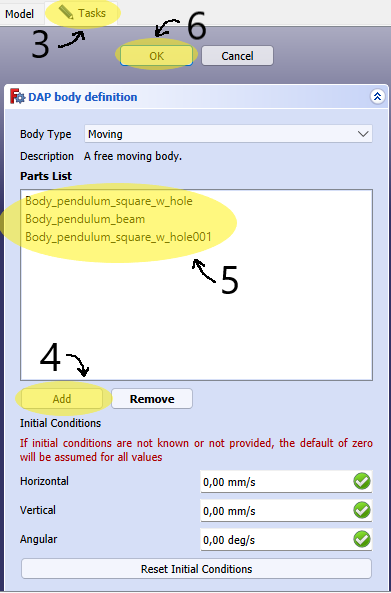 Model Tasks
3
6
OK Cancel
DAP body definition
Body Type Moving
Description A free moving body.
Parts List
Body_pendulum_square_w_hole
Body_pendulum_beam
Body_pendulum_square_w_hole001
5
4
Add Remove
Initial Conditions
If initial conditions are not known or not provided, the default of zero
will be assumed for all values
Horizontal 0,00 mm/s
Vertical 0,00 mm/s
Angular 0,00 deg/s
Reset Initial Conditions